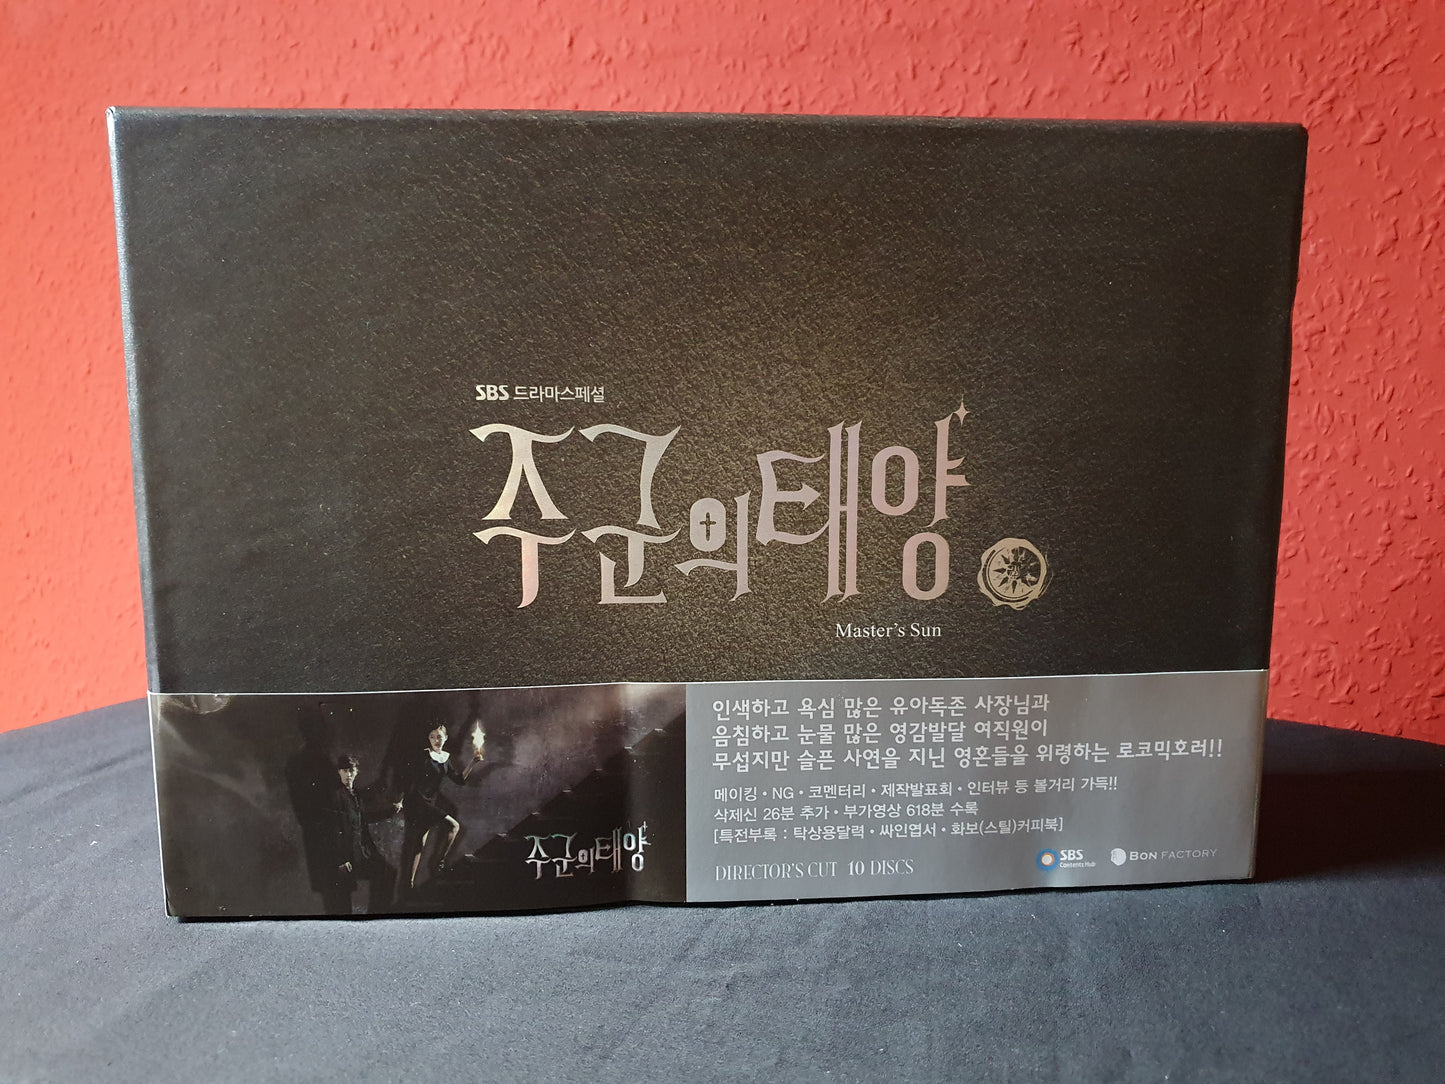 SBS 드라마스페셜
주군의태양
Master's Sun
인색하고 욕심 많은 유아독존 사장님과
음침하고 눈물 많은 영감발달 여직원이
무섭지만 슬픈 사연을 지닌 영혼들을 위령하는 로코믹호러!!
메이킹 • NG • 코멘터리 • 제작발표회 • 인터뷰 등 볼거리 가득!!
삭제신 26분 추가 • 부가영상 618분 수록
[특전부록 : 탁상용달력 • 싸인엽서 • 화보(스틸)커피북]
주군의태양
DIRECTOR'S CUT 10 DISCS
SBS
Contents Hub
BON FACTORY